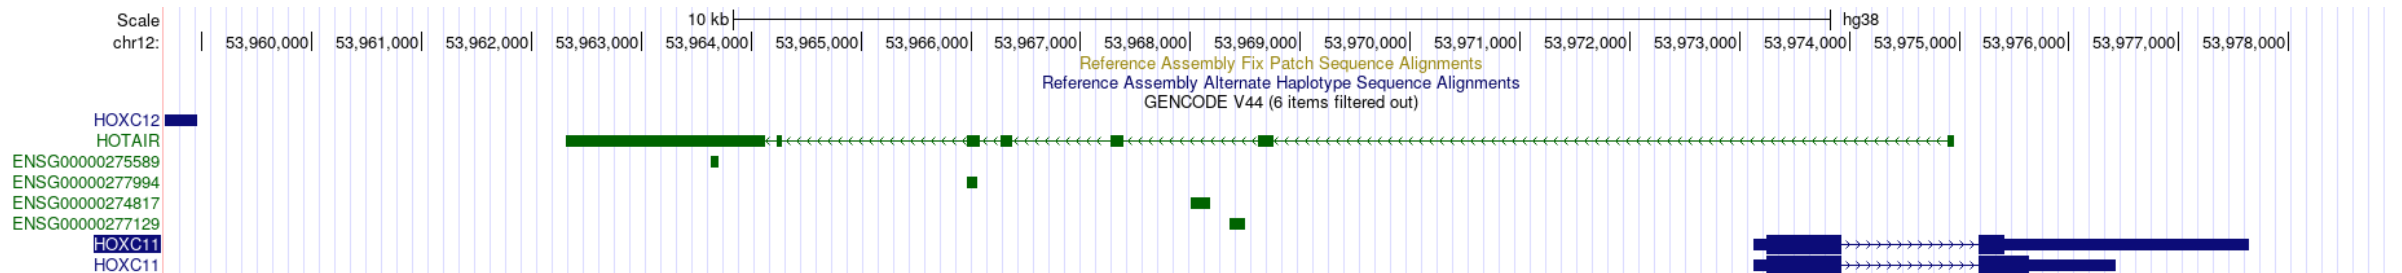 Scale 10 kb hg38
chr12: 53,960,000 53,961,000 53,962,000 53,963,000 53,964,000 53,965,000 53,966,000 53,967,000 53,968,000 53,969,000 53,970,000 53,971,000 53,972,000 53,973,000 53,974,000 53,975,000 53,976,000 53,977,000 53,978,000
Reference Assembly Fix Patch Sequence Alignments
Reference Assembly Alternate Haplotype Sequence Alignments
GENCODE V44 (6 items filtered out)
HOXC12
HOTAIR
ENSG00000275589
ENSG00000277994
ENSG00000274817
ENSG00000277129
HOXC11
HOXC11